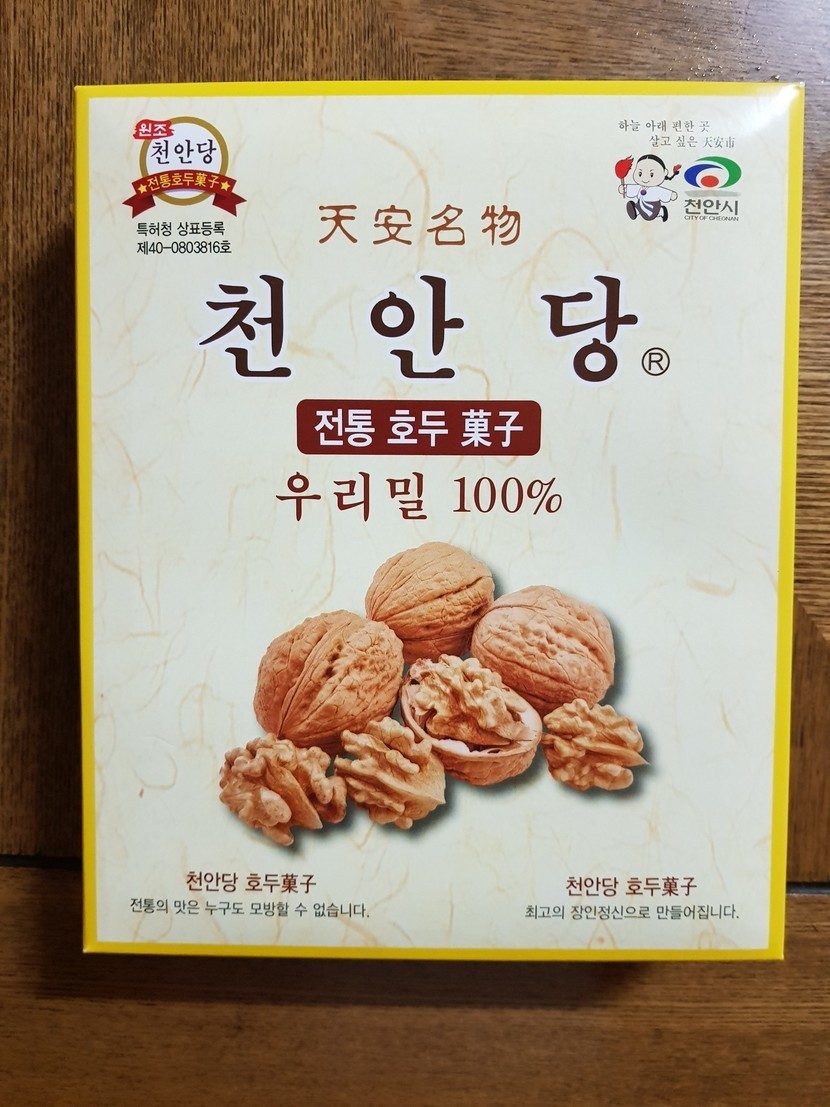 원조
천안당
전통호두菓子
특허청 상표등록
제40-0803816호
하늘 아래 편한 곳
살고 싶은 天安市
천안시
CITY OF CHEONAN
天安名物
천안당®
전통 호두 菓子
우리밀 100%
천안당 호두菓子
전통의 맛은 누구도 모방할 수 없습니다.
천안당 호두菓子
최고의 장인정신으로 만들어집니다.